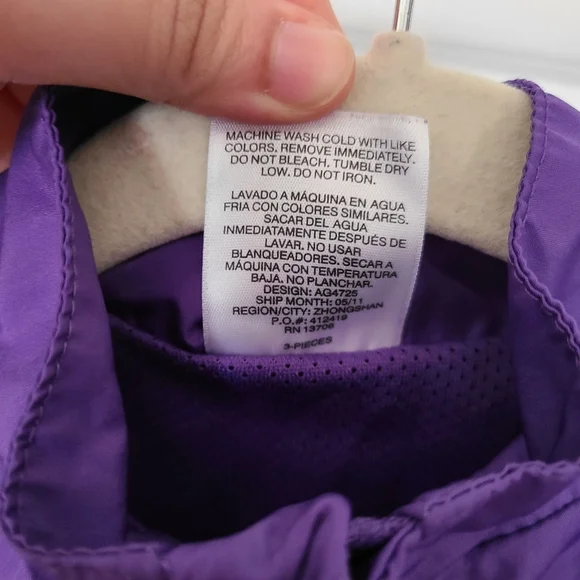 MACHINE WASH COLD WITH LIKE
COLORS. REMOVE IMMEDIATELY.
DO NOT BLEACH. TUMBLE DRY
LOW. DO NOT IRON.
LAVADO A MÁQUINA EN AGUA
FRIA CON COLORES SIMILARES.
SACAR DEL AGUA
INMEDIATAMENTE DESPUÉS DE
LAVAR. NO USAR
BLANQUEADORES. SECAR A
MÁQUINA CON TEMPERATURA
BAJA. NO PLANCHAR.
DESIGN: AG4725
SHIP MONTH: 05/11
REGION/CITY: ZHONGSHAN
P.O.#: 412419
RN 13706
3-PIECES